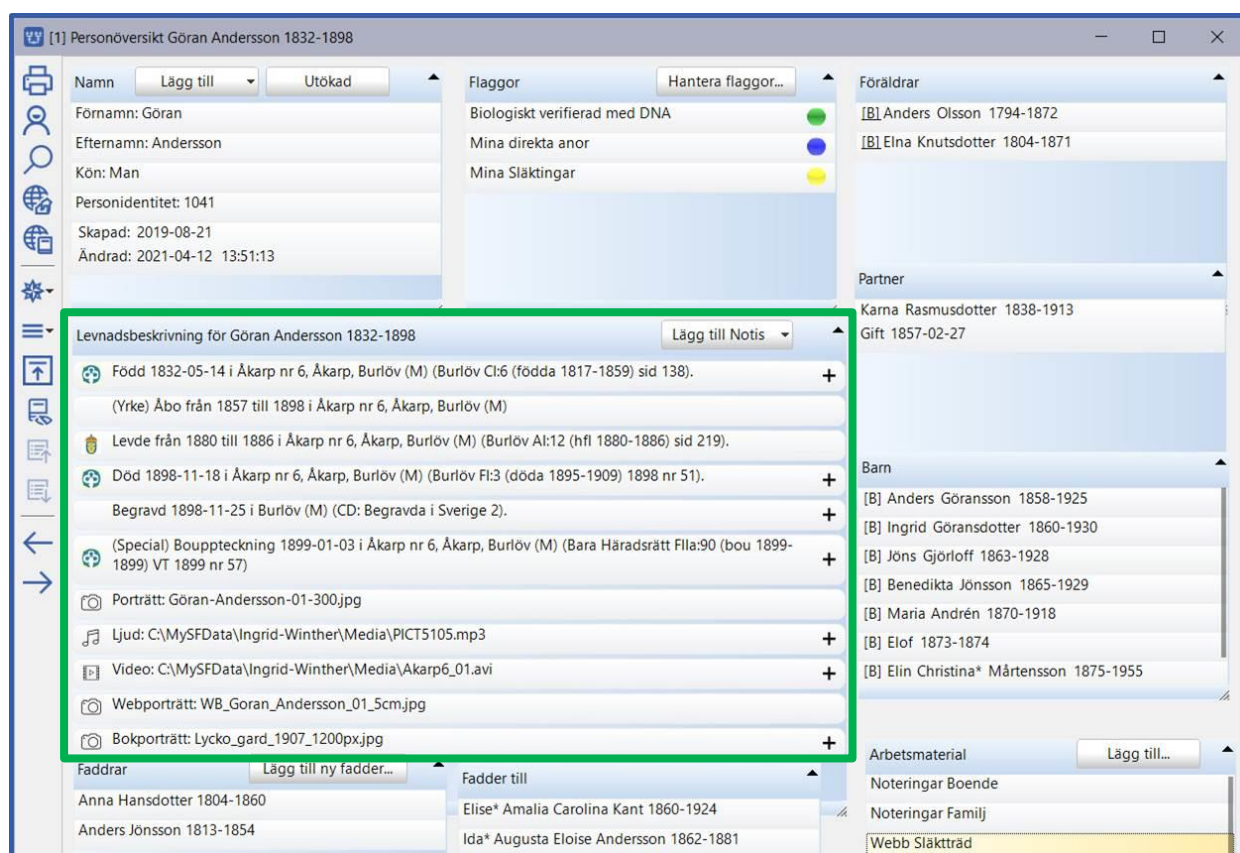 [1] Personöversikt Göran Andersson 1832-1898
Namn
Lägg till
Utökad
Förnamn: Göran
Efternamn: Andersson
Kön: Man
Personidentitet: 1041
Skapad: 2019-08-21
Ändrad: 2021-04-12 13:51:13
Flaggor
Hantera flaggor...
Biologiskt verifierad med DNA
Mina direkta anor
Mina Släktingar
Föräldrar
[B] Anders Olsson 1794-1872
[B] Elna Knutsdotter 1804-1871
Partner
Karna Rasmusdotter 1838-1913
Gift 1857-02-27
Levnadsbeskrivning för Göran Andersson 1832-1898
Lägg till Notis
Född 1832-05-14 i Åkarp nr 6, Åkarp, Burlöv (M) (Burlöv CI:6 (födda 1817-1859) sid 138).
(Yrke) Åbo från 1857 till 1898 i Åkarp nr 6, Åkarp, Burlöv (M)
Levde från 1880 till 1886 i Åkarp nr 6, Åkarp, Burlöv (M) (Burlöv AI:12 (hfl 1880-1886) sid 219).
Död 1898-11-18 i Åkarp nr 6, Åkarp, Burlöv (M) (Burlöv FI:3 (döda 1895-1909) 1898 nr 51).
Begravd 1898-11-25 i Burlöv (M) (CD: Begravda i Sverige 2).
(Special) Bouppteckning 1899-01-03 i Åkarp nr 6, Åkarp, Burlöv (M) (Bara Häradsrätt FIIa:90 (bou 1899-
1899) VT 1899 nr 57)
Porträtt: Göran-Andersson-01-300.jpg
Ljud: C:\MySFData\Ingrid-Winther\Media\PICT5105.mp3
Video: C:\MySFData\Ingrid-Winther\Media\Akarp6_01.avi
Webporträtt: WB_Goran_Andersson_01_5cm.jpg
Bokporträtt: Lycko_gard_1907_1200px.jpg
Barn
[B] Anders Göransson 1858-1925
[B] Ingrid Göransdotter 1860-1930
[B] Jöns Gjörloff 1863-1928
[B] Benedikta Jönsson 1865-1929
[B] Maria Andrén 1870-1918
[B] Elof 1873-1874
[B] Elin Christina* Mårtensson 1875-1955
Faddrar
Lägg till ny fadder...
Anna Hansdotter 1804-1860
Anders Jönsson 1813-1854
Fadder till
Elise* Amalia Carolina Kant 1860-1924
Ida* Augusta Eloise Andersson 1862-1881
Arbetsmaterial
Lägg till...
Noteringar Boende
Noteringar Familj
Webb Släktträd